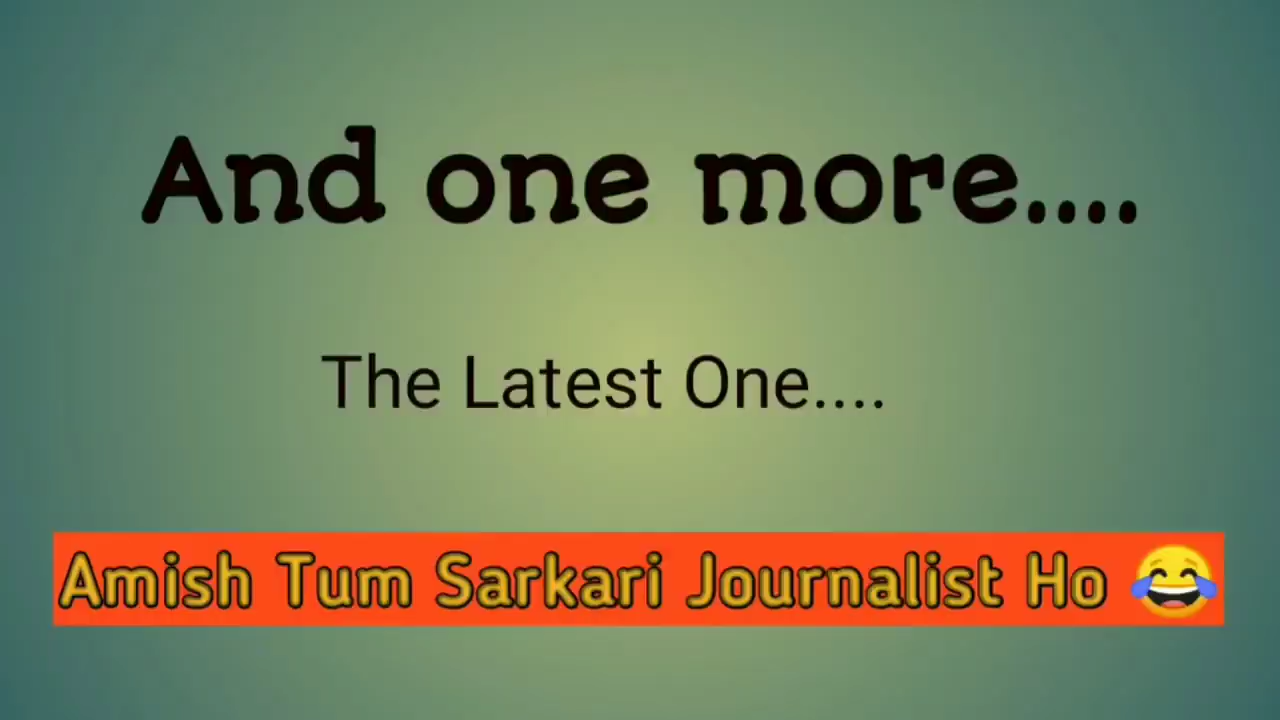 And one more....
The Latest One....
Amish Tum Sarkari Journalist Ho 😂